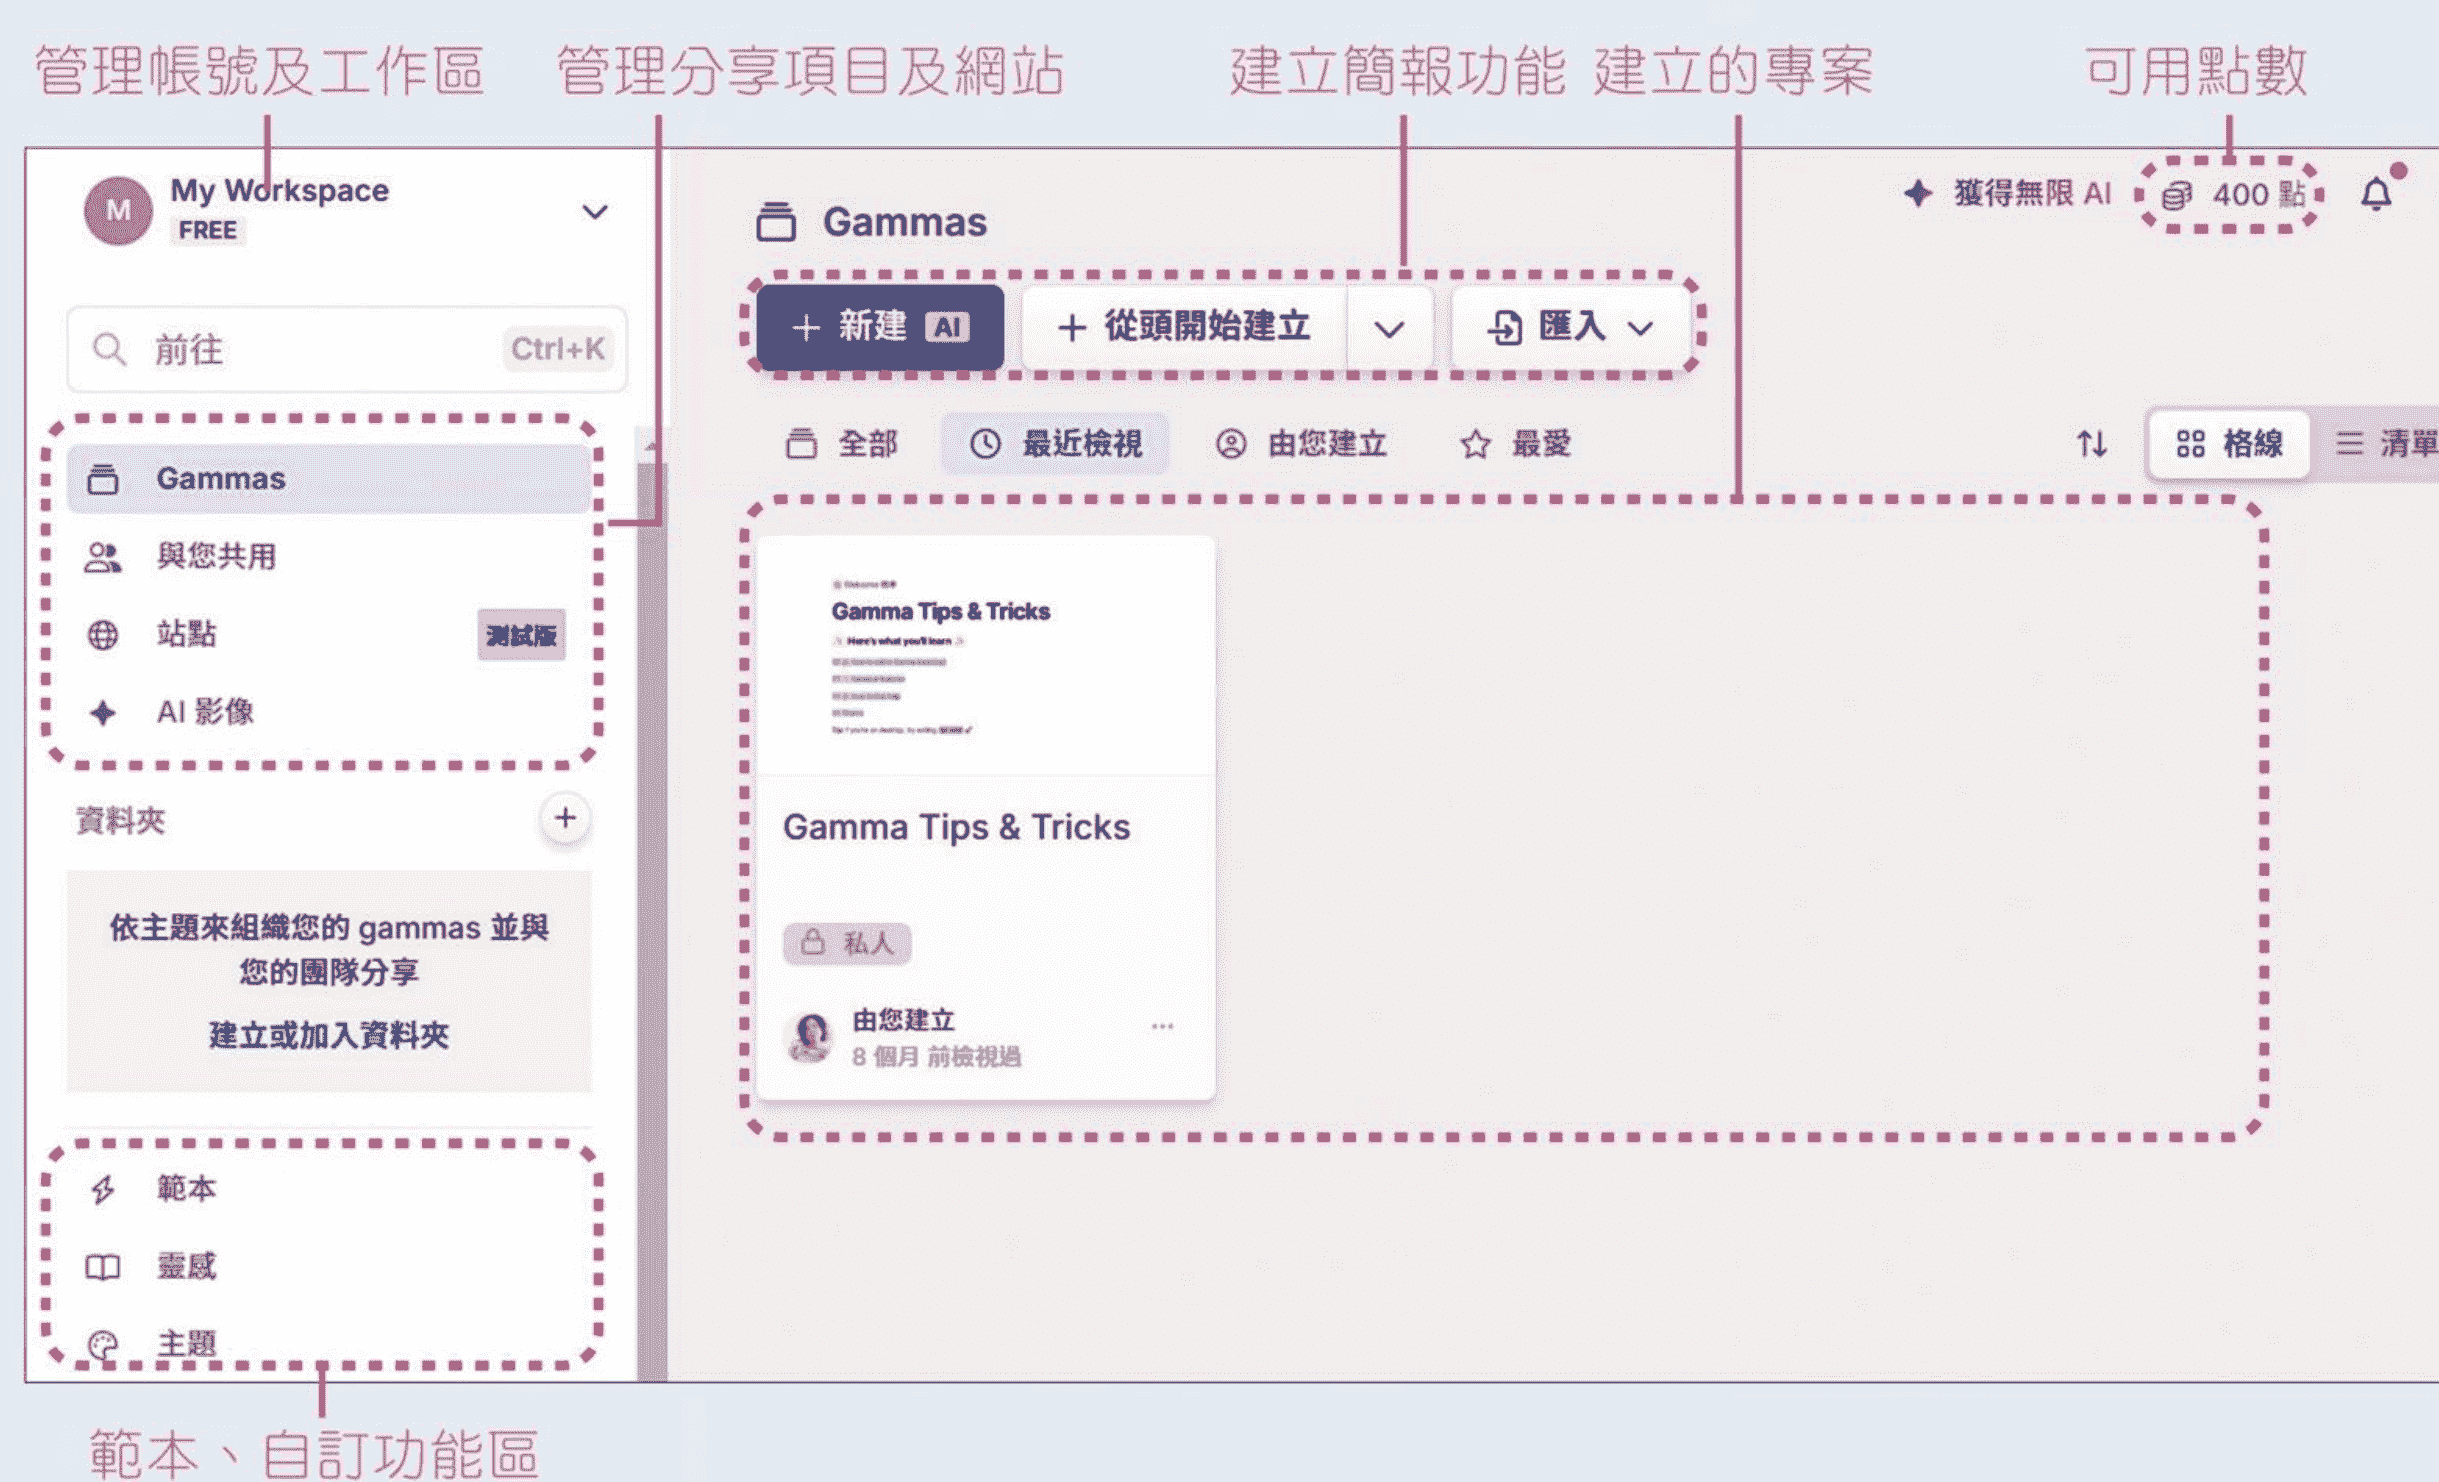 管理帳號及工作區 管理分享項目及網站 建立簡報功能 建立的專案 可用點數
M My Workspace
FREE
Gammas
獲得無限 AI 400 點
前往 Ctrl+K
+ 新建 AI + 從頭開始建立 匯入
全部 最近檢視 由您建立 最愛 格線 清單
Gammas
與您共用
站點 測試版
AI 影像
資料夾 +
依主題來組織您的 gammas 並與
您的團隊分享
建立或加入資料夾
Gamma Tips & Tricks
Here's what you'll learn
Gamma Tips & Tricks
私人
由您建立
8 個月 前檢視過
範本
靈感
主題
範本、自訂功能區